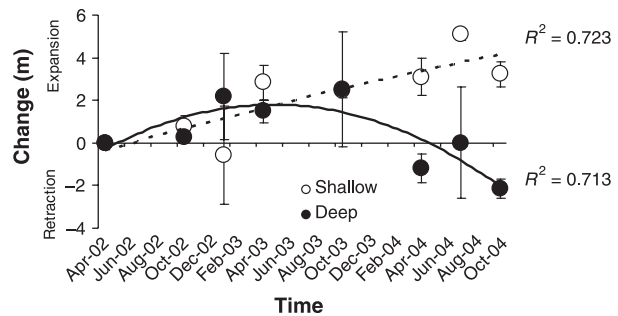 6
4
2
0
−2
−4
Change (m)
Expansion
Retraction
R² = 0.723
R² = 0.713
Shallow
Deep
Apr-02
Jun-02
Aug-02
Oct-02
Dec-02
Feb-03
Apr-03
Jun-03
Aug-03
Oct-03
Dec-03
Feb-04
Apr-04
Jun-04
Aug-04
Oct-04
Time